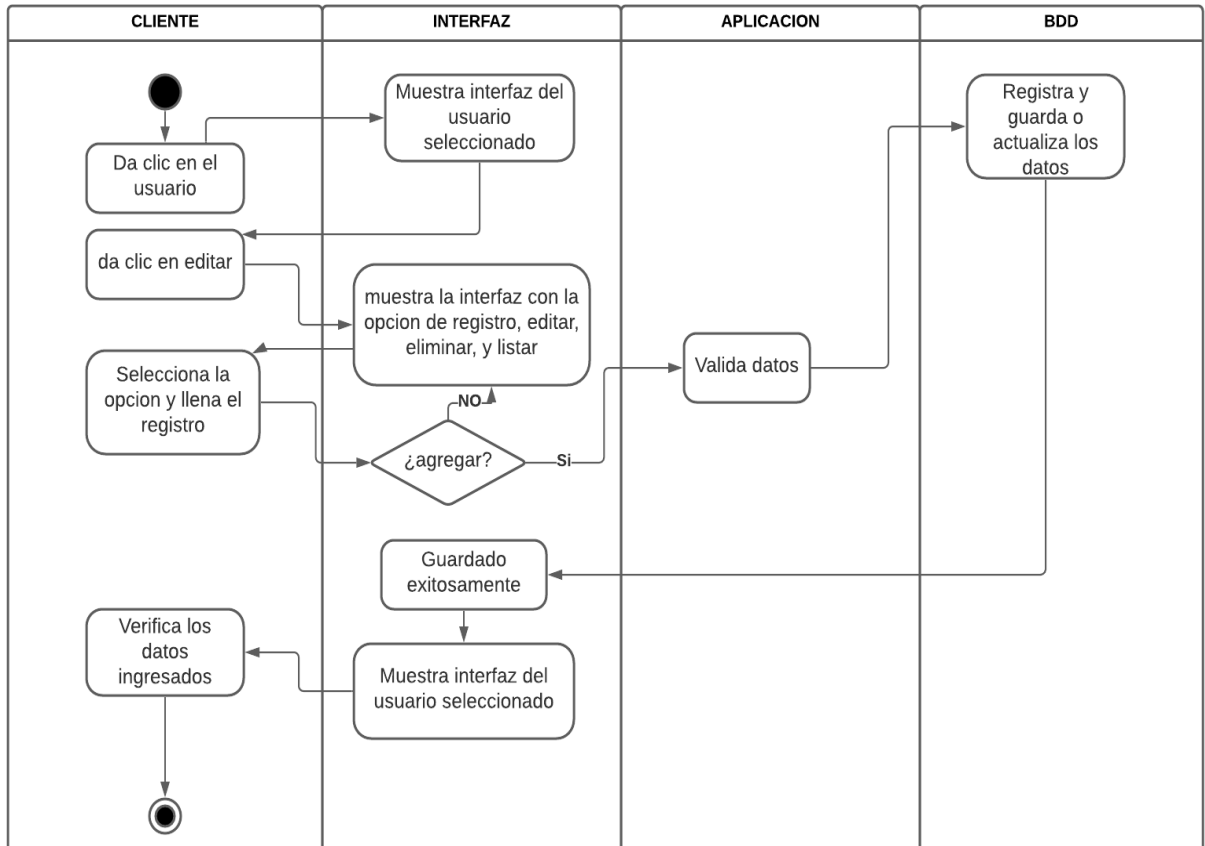 CLIENTE
INTERFAZ
APLICACION
BDD
Da clic en el
usuario
Muestra interfaz del
usuario
seleccionado
da clic en editar
muestra la interfaz con la
opcion de registro, editar,
eliminar, y listar
Selecciona la
opcion y llena el
registro
NO
¿agregar?
Si
Valida datos
Registra y
guarda o
actualiza los
datos
Guardado
exitosamente
Muestra interfaz del
usuario seleccionado
Verifica los
datos
ingresados